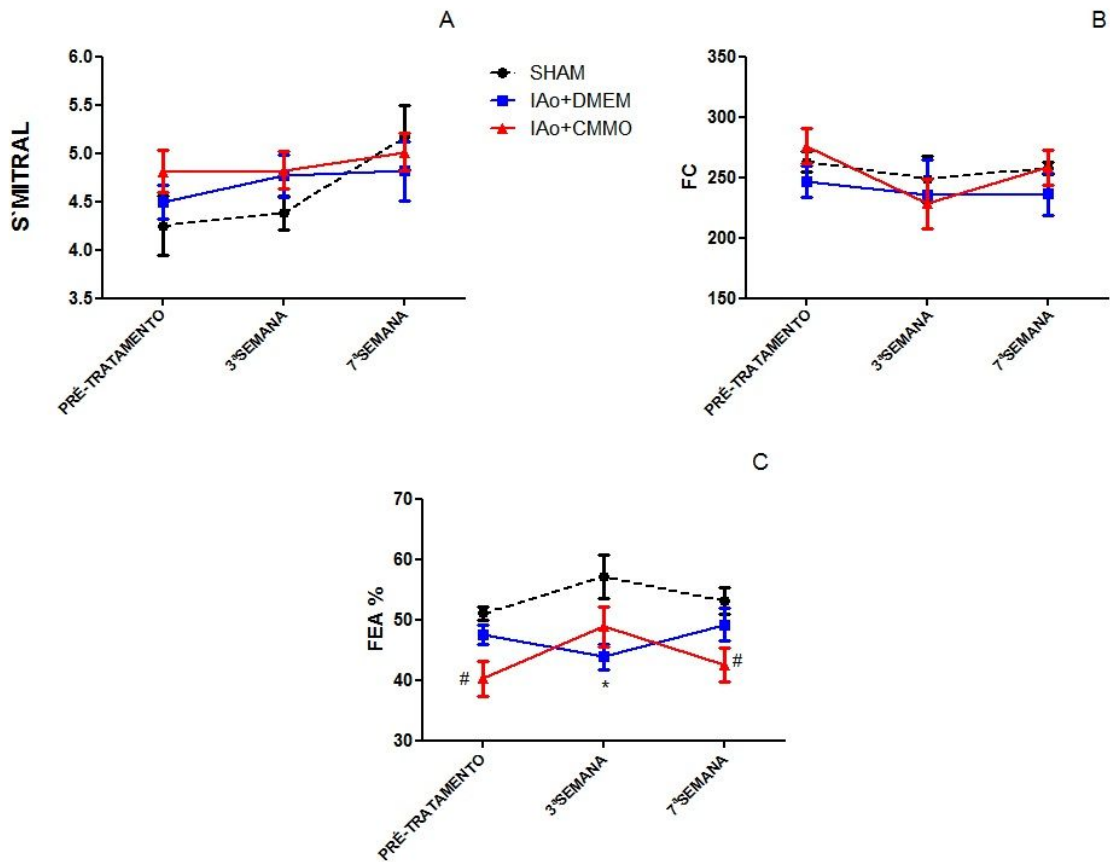 A
B
6.0
5.5
5.0
4.5
4.0
3.5
S`MITRAL
PRÉ-TRATAMENTO
3ªSEMANA
7ªSEMANA
SHAM
IAo+DMEM
IAo+CMMO
350
300
250
200
150
FC
PRÉ-TRATAMENTO
3ªSEMANA
7ªSEMANA
C
70
60
50
40
30
FEA %
#
*
#
PRÉ-TRATAMENTO
3ªSEMANA
7ªSEMANA